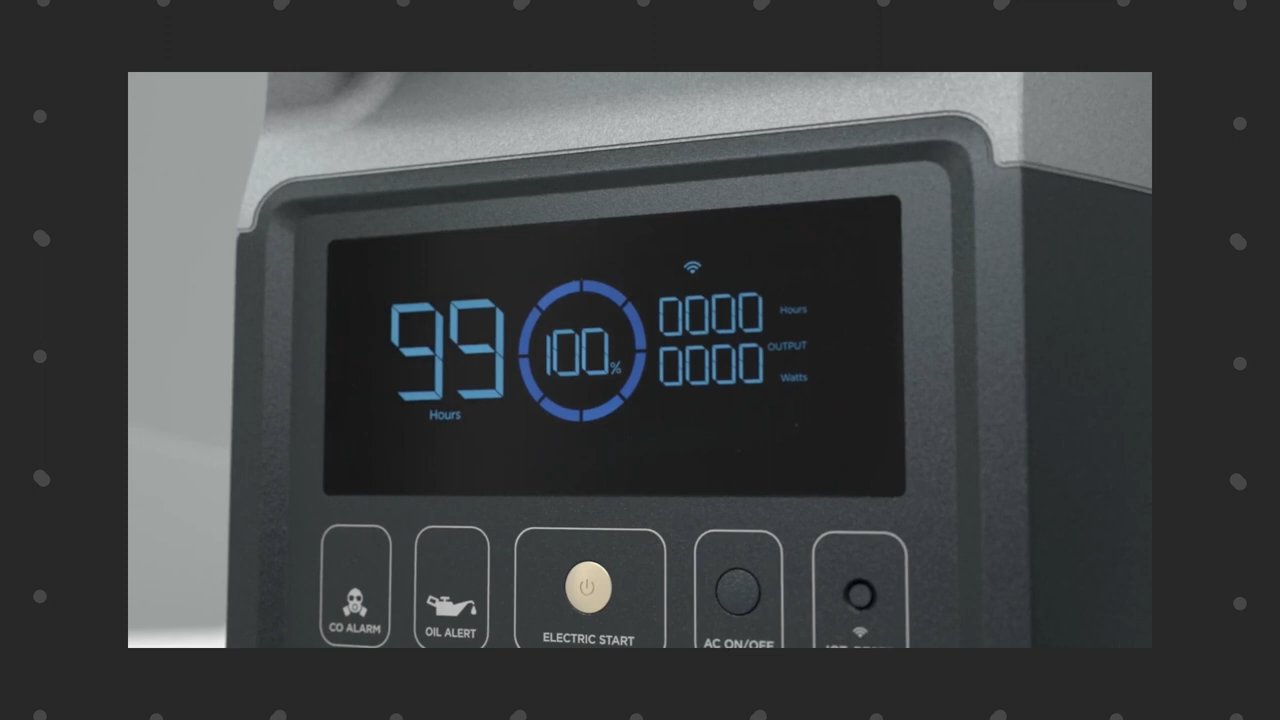 99
Hours
100%
0000
Hours
OUTPUT
0000
Watts
CO ALARM
OIL ALERT
ELECTRIC START
AC ON/OFF